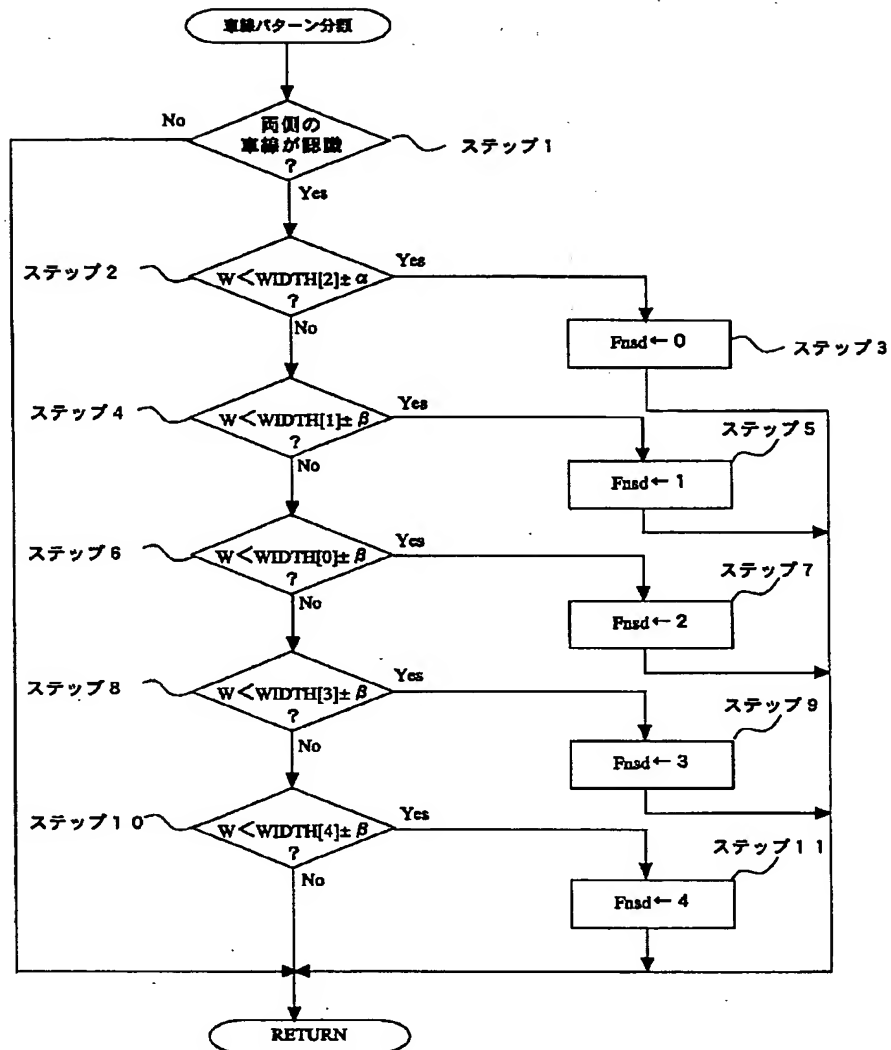 車線パターン分類
両側の
車線が認識
?
No
ステップ1
Yes
W<WIDTH[2]±α
?
ステップ2
Yes
No
Fnsd←0
ステップ3
W<WIDTH[1]±β
?
ステップ4
Yes
No
ステップ5
Fnsd←1
W<WIDTH[0]±β
?
ステップ6
Yes
No
ステップ7
Fnsd←2
W<WIDTH[3]±β
?
ステップ8
Yes
No
ステップ9
Fnsd←3
W<WIDTH[4]±β
?
ステップ10
Yes
No
ステップ11
Fnsd←4
RETURN